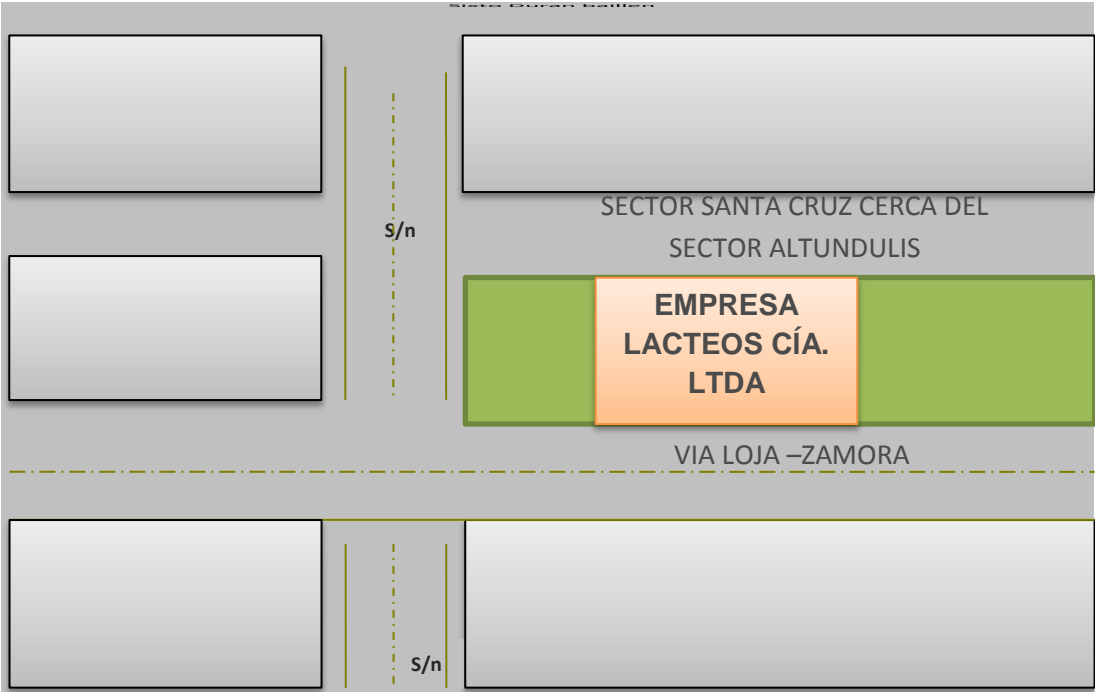 SECTOR SANTA CRUZ CERCA DEL
SECTOR ALTUNDULIS
S/n
EMPRESA
LACTEOS CÍA.
LTDA
VIA LOJA –ZAMORA
S/n